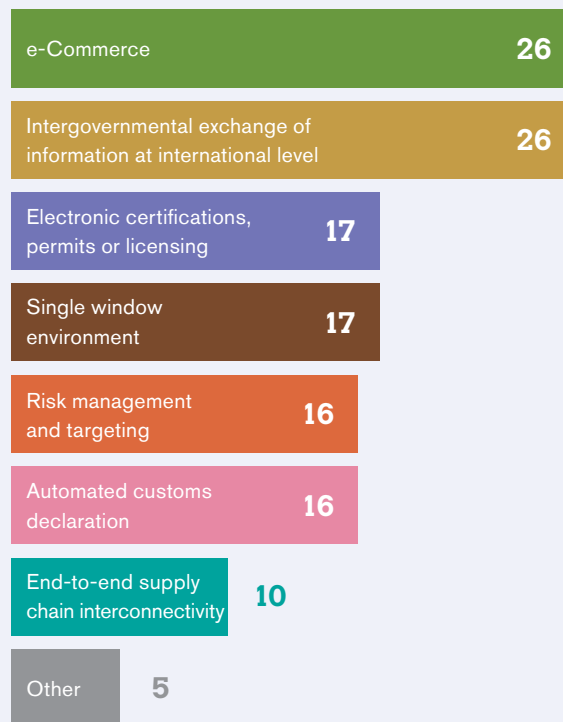 e-Commerce 26
Intergovernmental exchange of
information at international level 26
Electronic certifications,
permits or licensing 17
Single window
environment 17
Risk management
and targeting 16
Automated customs
declaration 16
End-to-end supply
chain interconnectivity 10
Other 5